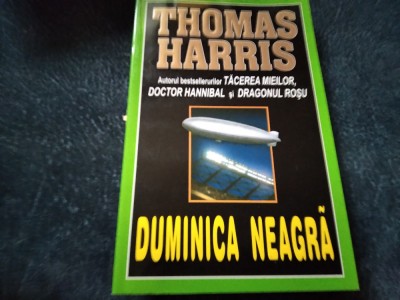 THOMAS
HARRIS
Autorul bestsellerurilor TĂCEREA MIEILOR,
DOCTOR HANNIBAL și DRAGONUL ROȘU
DUMINICA NEAGRĂ